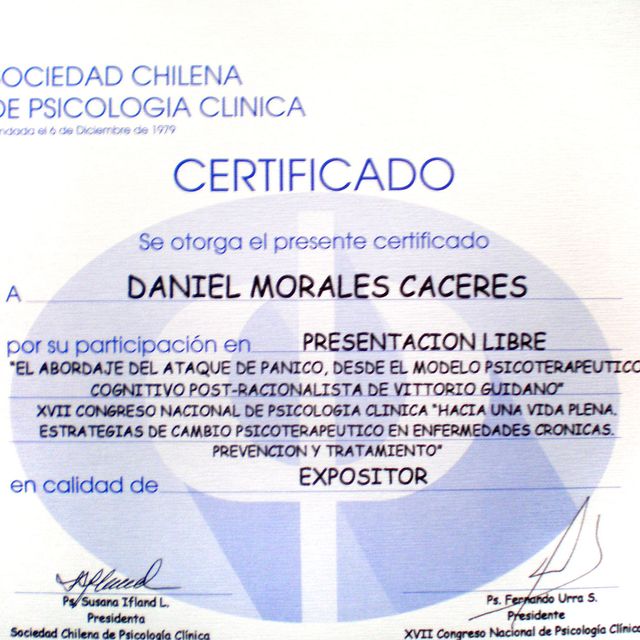 SOCIEDAD CHILENA
DE PSICOLOGIA CLINICA
ndada el 6 de Diciembre de 1979
CERTIFICADO
Se otorga el presente certificado
A DANIEL MORALES CACERES
por su participación en PRESENTACION LIBRE
"EL ABORDAJE DEL ATAQUE DE PANICO, DESDE EL MODELO PSICOTERAPEUTICO
COGNITIVO POST-RACIONALISTA DE VITTORIO GUIDANO"
XVII CONGRESO NACIONAL DE PSICOLOGIA CLINICA "HACIA UNA VIDA PLENA.
ESTRATEGIAS DE CAMBIO PSICOTERAPEUTICO EN ENFERMEDADES CRONICAS.
PREVENCION Y TRATAMIENTO"
en calidad de EXPOSITOR
Ps. Susana Ifland L.
Presidenta
Sociedad Chilena de Psicología Clínica
Ps. Fernando Urra S.
Presidente
XVII Congreso Nacional de Psicología Clínica